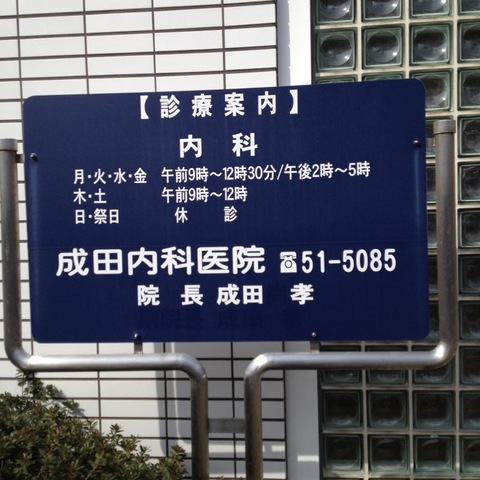 【診療案内】
内科
月・火・水・金 午前9時～12時30分/午後2時～5時
木・土 午前9時～12時
日・祭日 休 診
成田内科医院 ☎51-5085
院 長 成田 孝